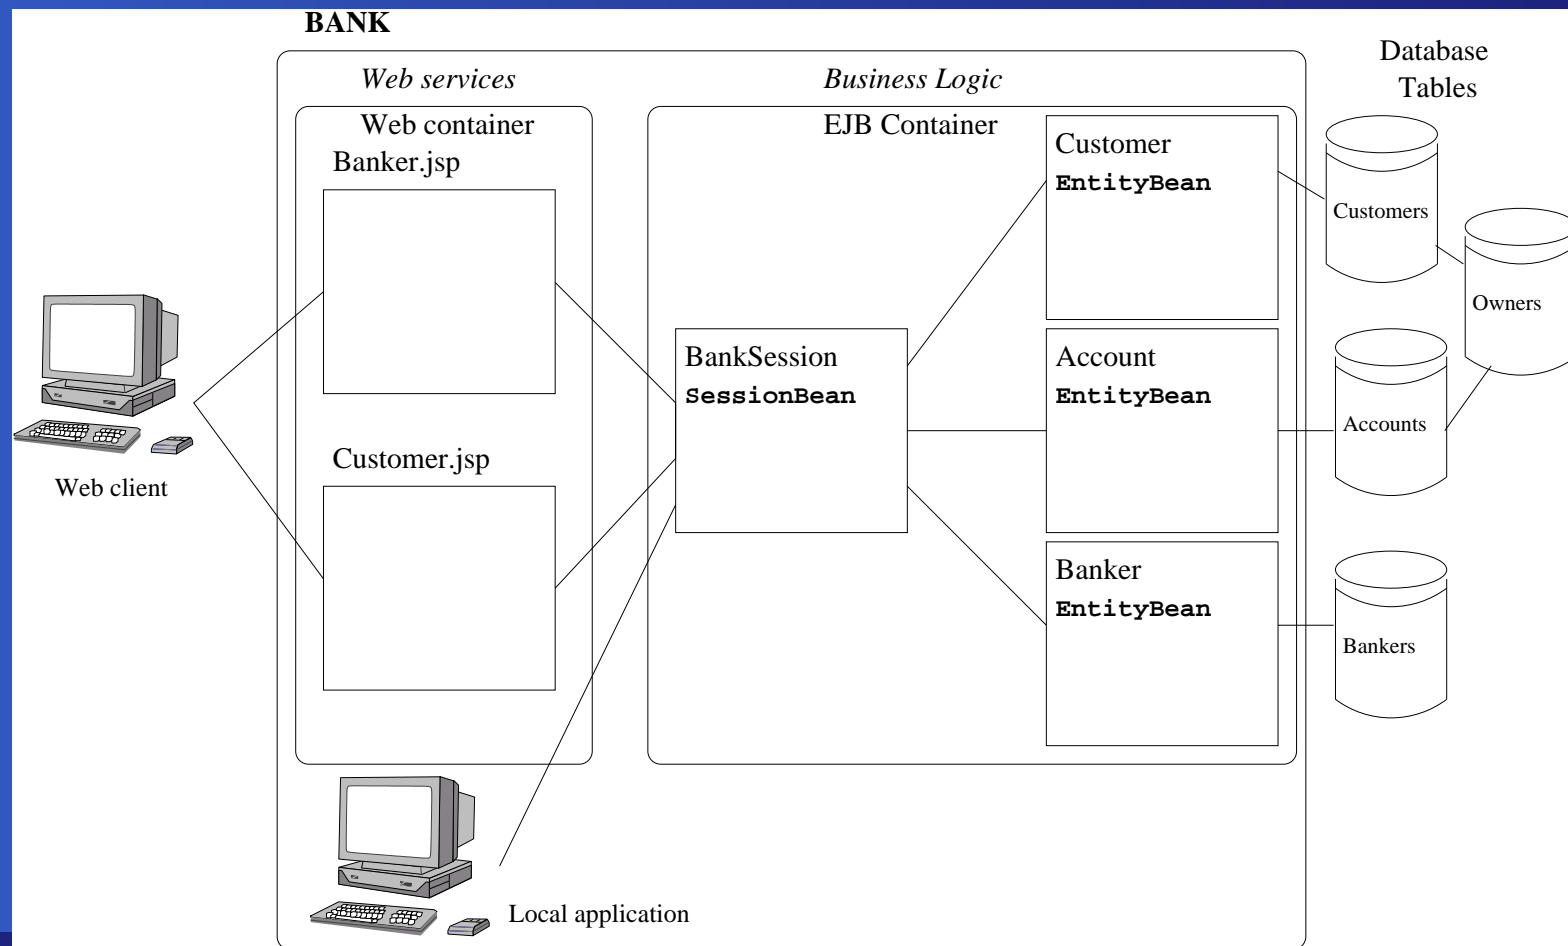 BANK
Web services
Business Logic
Database
Tables
Web container
EJB Container
Banker.jsp
Customer
EntityBean
Customers
Owners
BankSession
SessionBean
Account
EntityBean
Accounts
Customer.jsp
Web client
Banker
EntityBean
Bankers
Local application